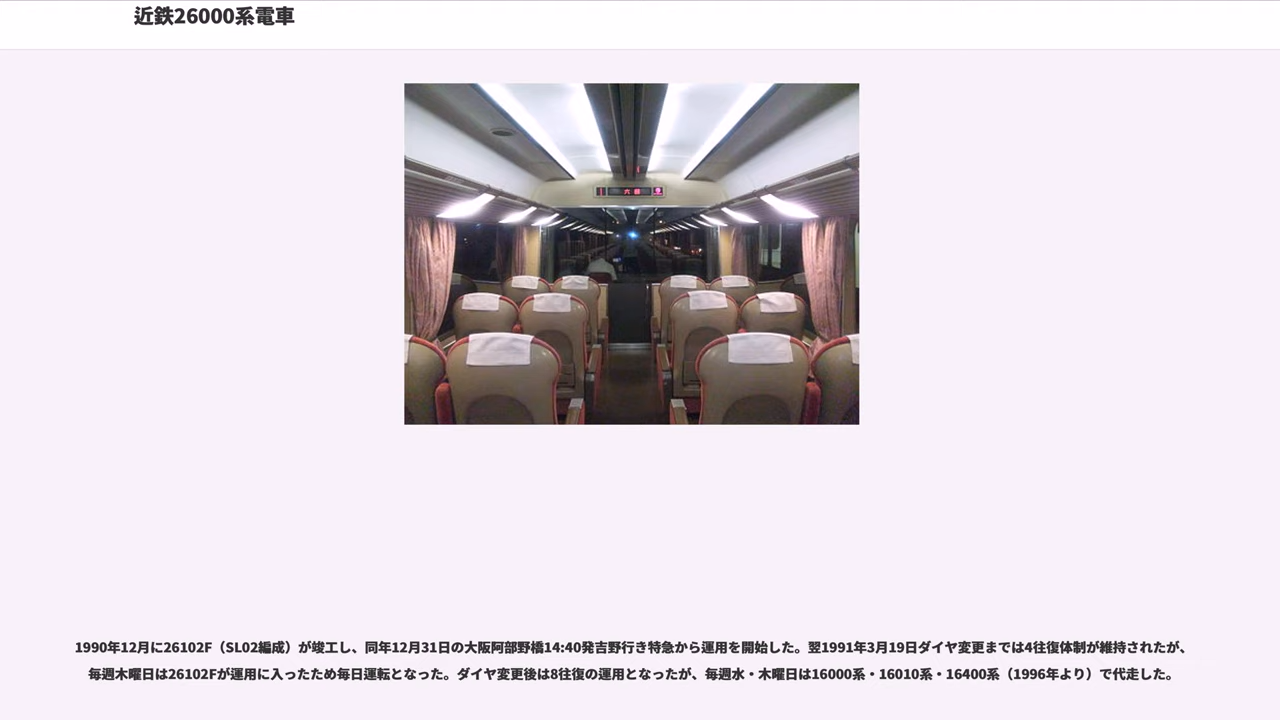 近鉄26000系電車
1990年12月に26102F（SL02編成）が竣工し、同年12月31日の大阪阿部野橋14:40発吉野行き特急から運用を開始した。翌1991年3月19日ダイヤ変更までは4往復体制が維持されたが、
毎週木曜日は26102Fが運用に入ったため毎日運転となった。ダイヤ変更後は8往復の運用となったが、毎週水・木曜日は16000系・16010系・16400系（1996年より）で代走した。